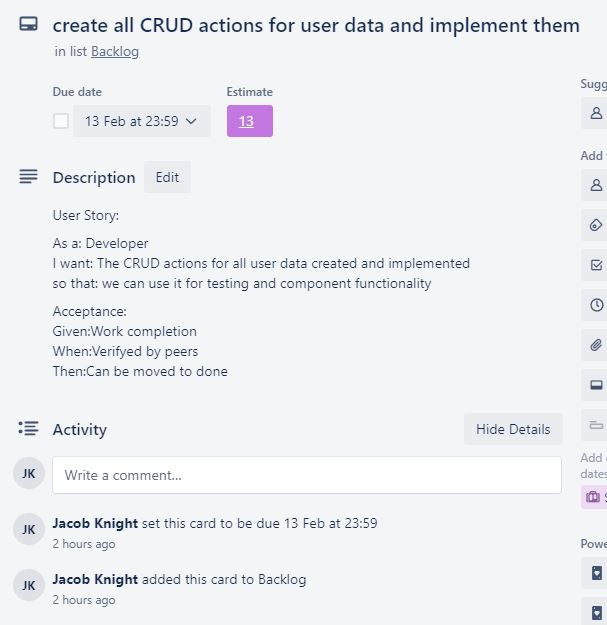 create all CRUD actions for user data and implement them
in list Backlog
Due date
Estimate
13 Feb at 23:59
13
Description
Edit
User Story:
As a: Developer
I want: The CRUD actions for all user data created and implemented
so that: we can use it for testing and component functionality
Acceptance:
Given:Work completion
When:Verifyed by peers
Then:Can be moved to done
Activity
Hide Details
JK
Write a comment...
JK
Jacob Knight set this card to be due 13 Feb at 23:59
2 hours ago
JK
Jacob Knight added this card to Backlog
2 hours ago
Sugg
Add
Add
dates
S
Powe